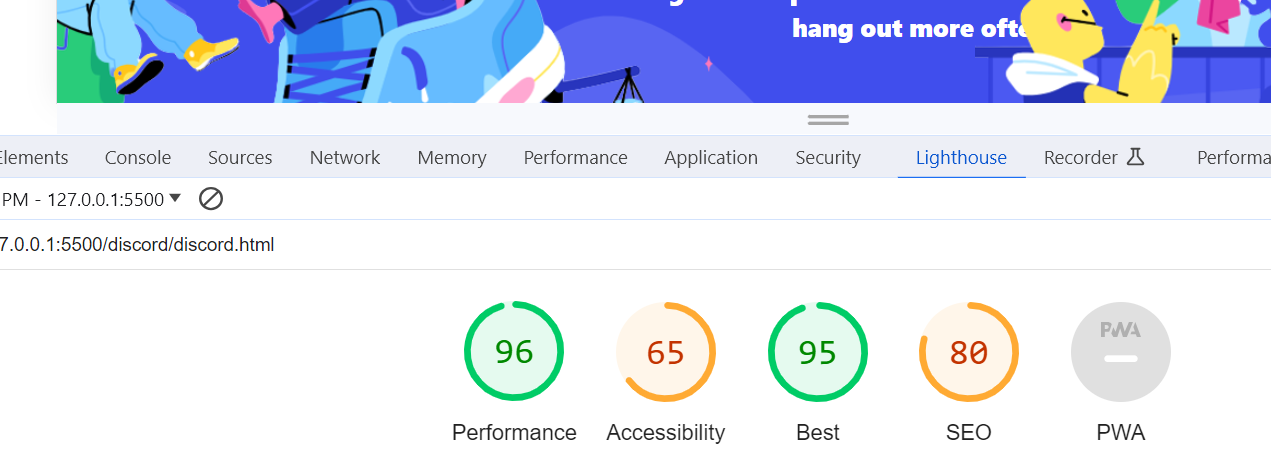 hang out more ofte
Elements Console Sources Network Memory Performance Application Security Lighthouse Recorder Performa
PM - 127.0.0.1:5500
7.0.0.1:5500/discord/discord.html
96 65 95 80 PWA
Performance Accessibility Best SEO PWA